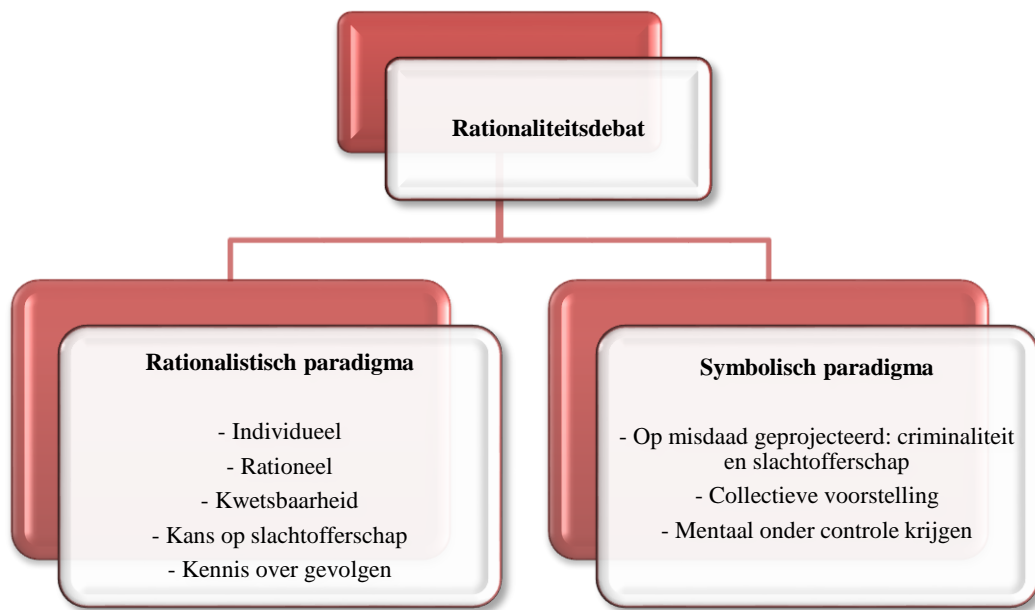 Rationaliteitsdebat
Rationalistisch paradigma
- Individueel
- Rationeel
- Kwetsbaarheid
- Kans op slachtofferschap
- Kennis over gevolgen
Symbolisch paradigma
- Op misdaad geprojecteerd: criminaliteit
en slachtofferschap
- Collectieve voorstelling
- Mentaal onder controle krijgen